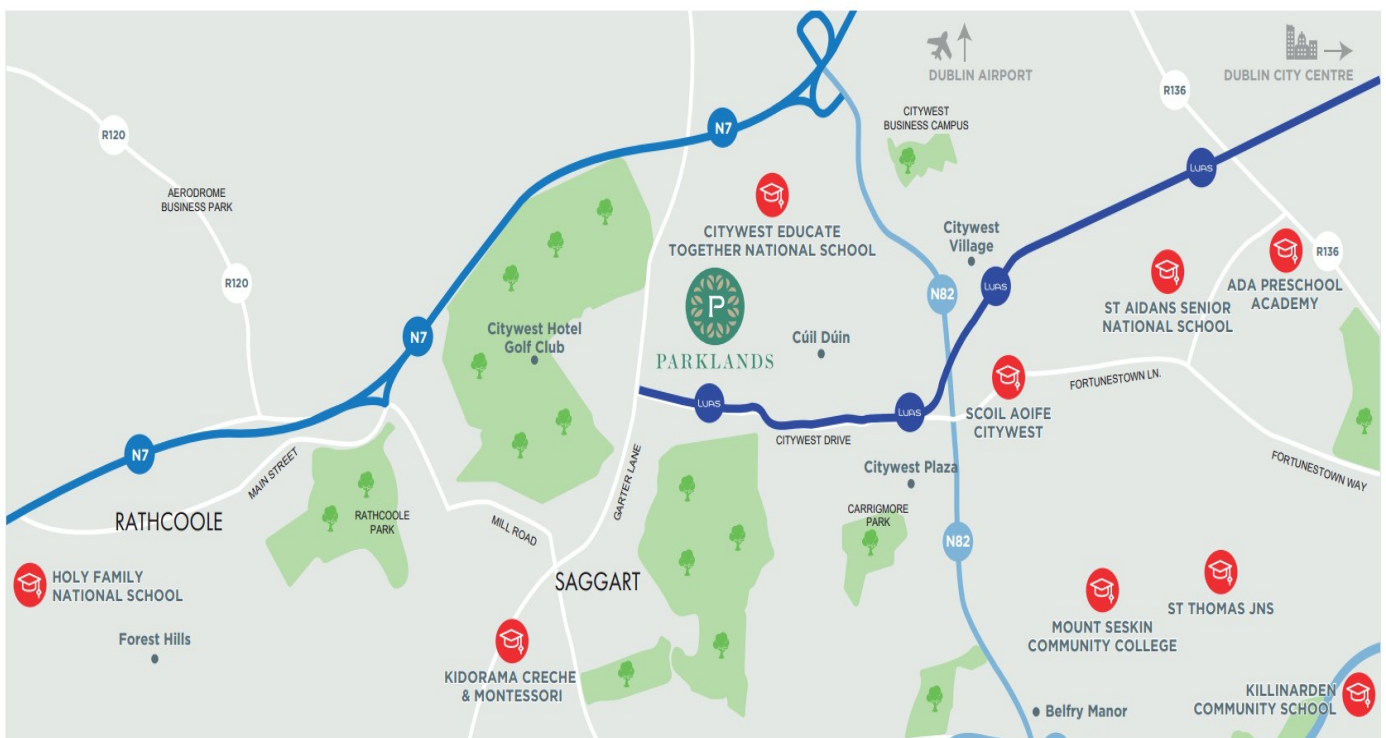 DUBLIN AIRPORT
DUBLIN CITY CENTRE
R136
CITYWEST
BUSINESS CAMPUS
N7
R120
LUAS
AERODROME
BUSINESS PARK
CITYWEST EDUCATE
TOGETHER NATIONAL SCHOOL
Citywest
Village
R136
ADA PRESCHOOL
ACADEMY
R120
N82
LUAS
ST AIDANS SENIOR
NATIONAL SCHOOL
P
PARKLANDS
Citywest Hotel
Golf Club
N7
Cúil Dúin
FORTUNESTOWN LN.
SCOIL AOIFE
CITYWEST
LUAS
LUAS
CITYWEST DRIVE
N7
MAIN STREET
GARTER LANE
Citywest Plaza
FORTUNESTOWN WAY
RATHCOOLE
RATHCOOLE
PARK
MILL ROAD
CARRIGMORE
PARK
N82
HOLY FAMILY
NATIONAL SCHOOL
SAGGART
ST THOMAS JNS
MOUNT SESKIN
COMMUNITY COLLEGE
Forest Hills
KIDORAMA CRECHE
& MONTESSORI
KILLINARDEN
COMMUNITY SCHOOL
Belfry Manor